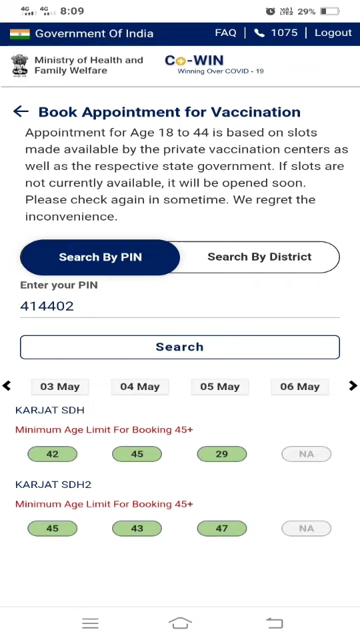 4G 4G 8:09 29%
Government Of India FAQ 1075 Logout
Ministry of Health and
Family Welfare
Co-WIN
Winning Over COVID - 19
Book Appointment for Vaccination
Appointment for Age 18 to 44 is based on slots
made available by the private vaccination centers as
well as the respective state government. If slots are
not currently available, it will be opened soon.
Please check again in sometime. We regret the
inconvenience.
Search By PIN Search By District
Enter your PIN
414402
Search
03 May 04 May 05 May 06 May
KARJAT SDH
Minimum Age Limit For Booking 45+
42 45 29 NA
KARJAT SDH2
Minimum Age Limit For Booking 45+
45 43 47 NA